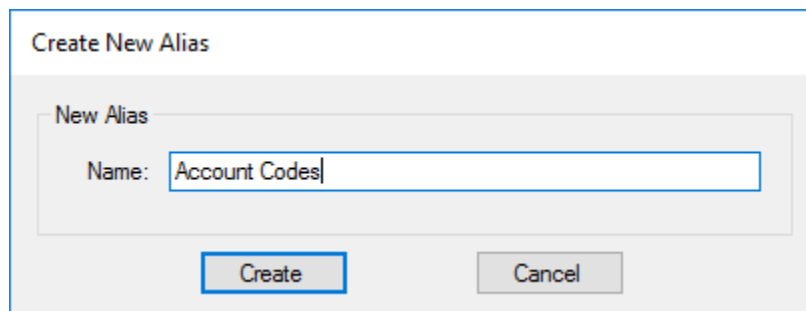 Create New Alias
New Alias
Name: Account Codes
Create Cancel